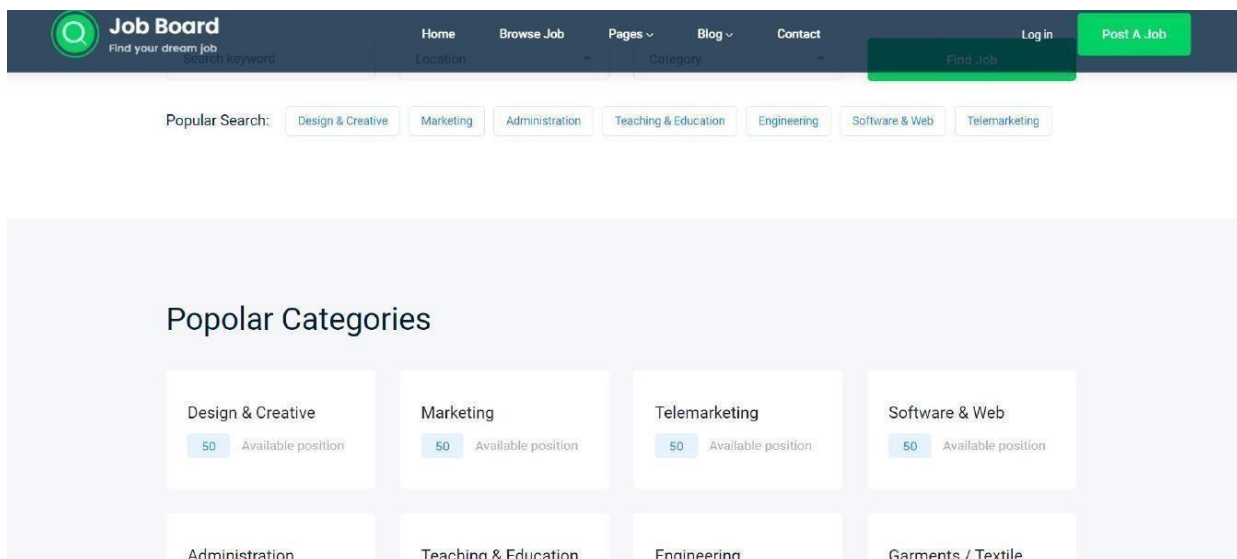 Job Board
Find your dream job
Home Browse Job Pages Blog Contact Log in Post A Job
Search keyword Location Category Find Job
Popular Search: Design & Creative Marketing Administration Teaching & Education Engineering Software & Web Telemarketing
Popolar Categories
Design & Creative Marketing Telemarketing Software & Web
50 Available position 50 Available position 50 Available position 50 Available position
Administration Teaching & Education Engineering Garments / Textile